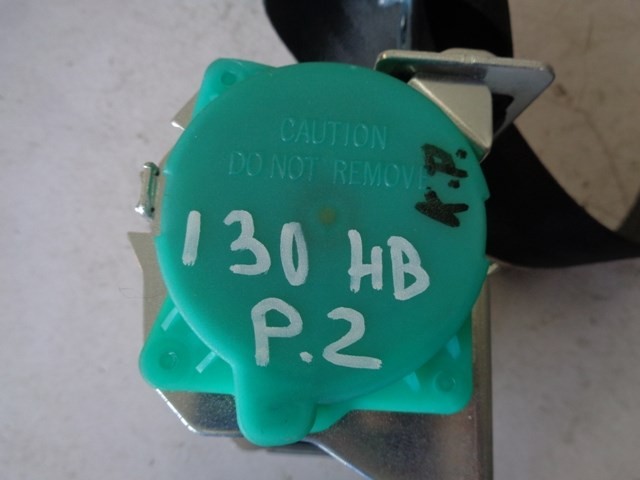 CAUTION
DO NOT REMOVE
K.P.
130 HB
P.2